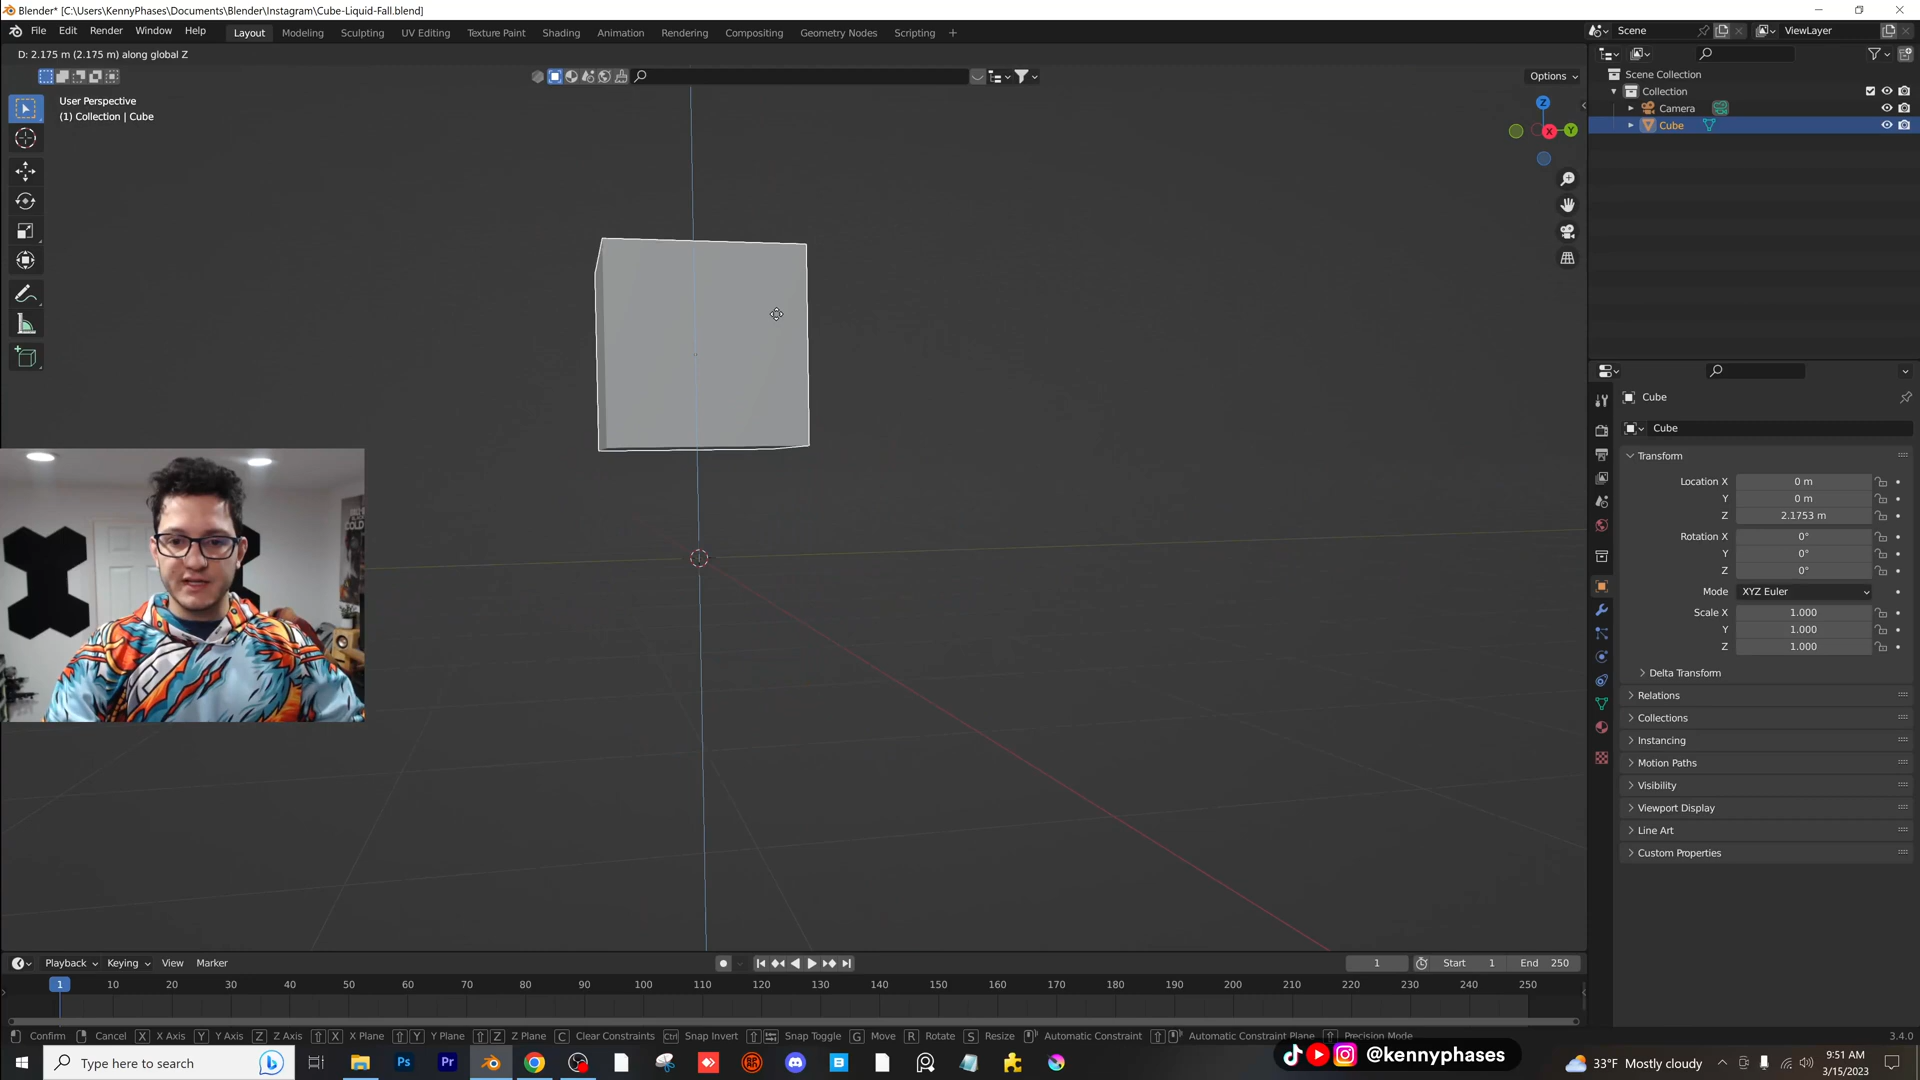 Blender* [C:\Users\KennyPhases\Documents\Blender\Instagram\Cube-Liquid-Fall.blend]
File Edit Render Window Help Layout Modeling Sculpting UV Editing Texture Paint Shading Animation Rendering Compositing Geometry Nodes Scripting +
Scene ViewLayer
D: 2.175 m (2.175 m) along global Z
Options
User Perspective
(1) Collection | Cube
Z
X
Y
Scene Collection
Collection
Camera
Cube
Cube
Cube
Transform
Location X 0 m
Y 0 m
Z 2.1753 m
Rotation X 0°
Y 0°
Z 0°
Mode XYZ Euler
Scale X 1.000
Y 1.000
Z 1.000
Delta Transform
Relations
Collections
Instancing
Motion Paths
Visibility
Viewport Display
Line Art
Custom Properties
COLD
Playback Keying View Marker 1 Start 1 End 250
1 10 20 30 40 50 60 70 80 90 100 110 120 130 140 150 160 170 180 190 200 210 220 230 240 250
Confirm Cancel X X Axis Y Y Axis Z Z Axis X X Plane Y Y Plane Z Z Plane C Clear Constraints Ctrl Snap Invert Snap Toggle G Move R Rotate S Resize Automatic Constraint Automatic Constraint Plane Precision Mode 3.4.0
@kennyphases
Type here to search
Ps Pr B
33°F Mostly cloudy
9:51 AM
3/15/2023